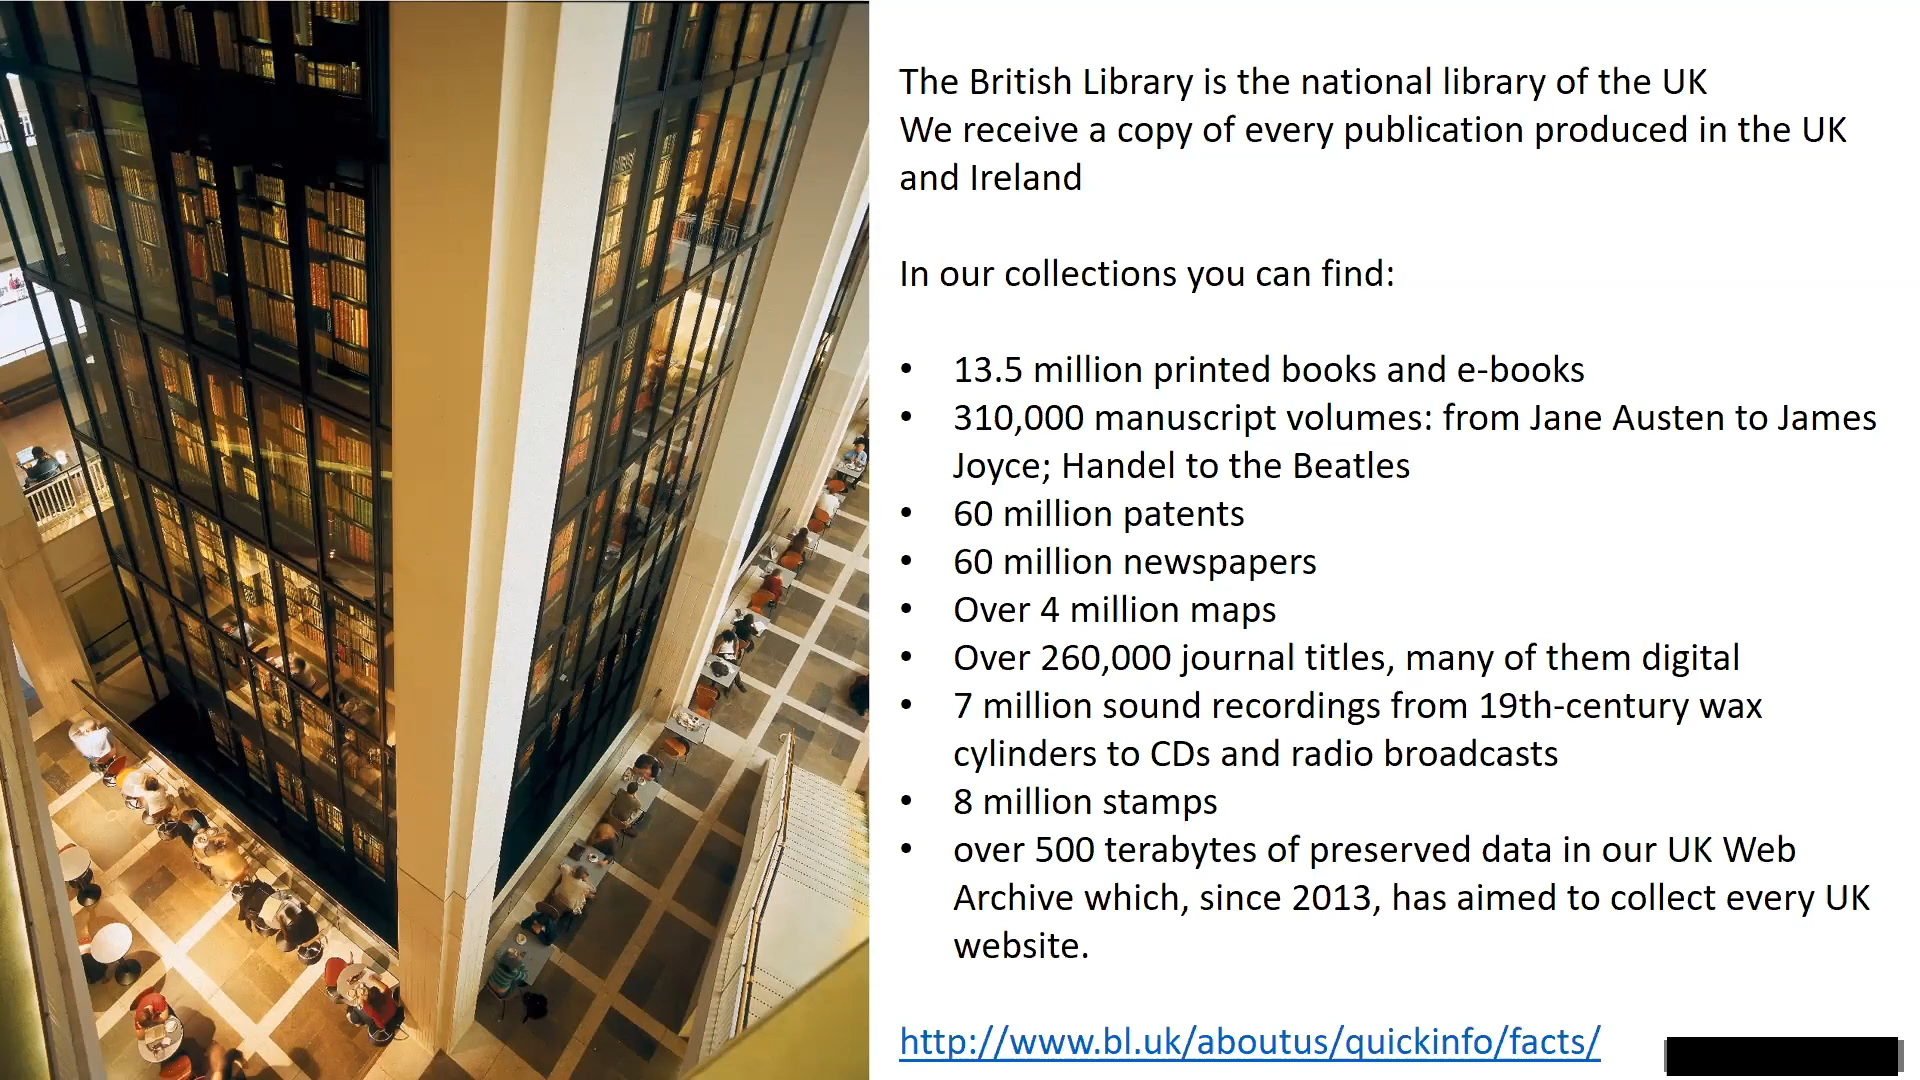 The British Library is the national library of the UK
We receive a copy of every publication produced in the UK
and Ireland
In our collections you can find:
• 13.5 million printed books and e-books
• 310,000 manuscript volumes: from Jane Austen to James
Joyce; Handel to the Beatles
• 60 million patents
• 60 million newspapers
• Over 4 million maps
• Over 260,000 journal titles, many of them digital
• 7 million sound recordings from 19th-century wax
cylinders to CDs and radio broadcasts
• 8 million stamps
• over 500 terabytes of preserved data in our UK Web
Archive which, since 2013, has aimed to collect every UK
website.
http://www.bl.uk/aboutus/quickinfo/facts/